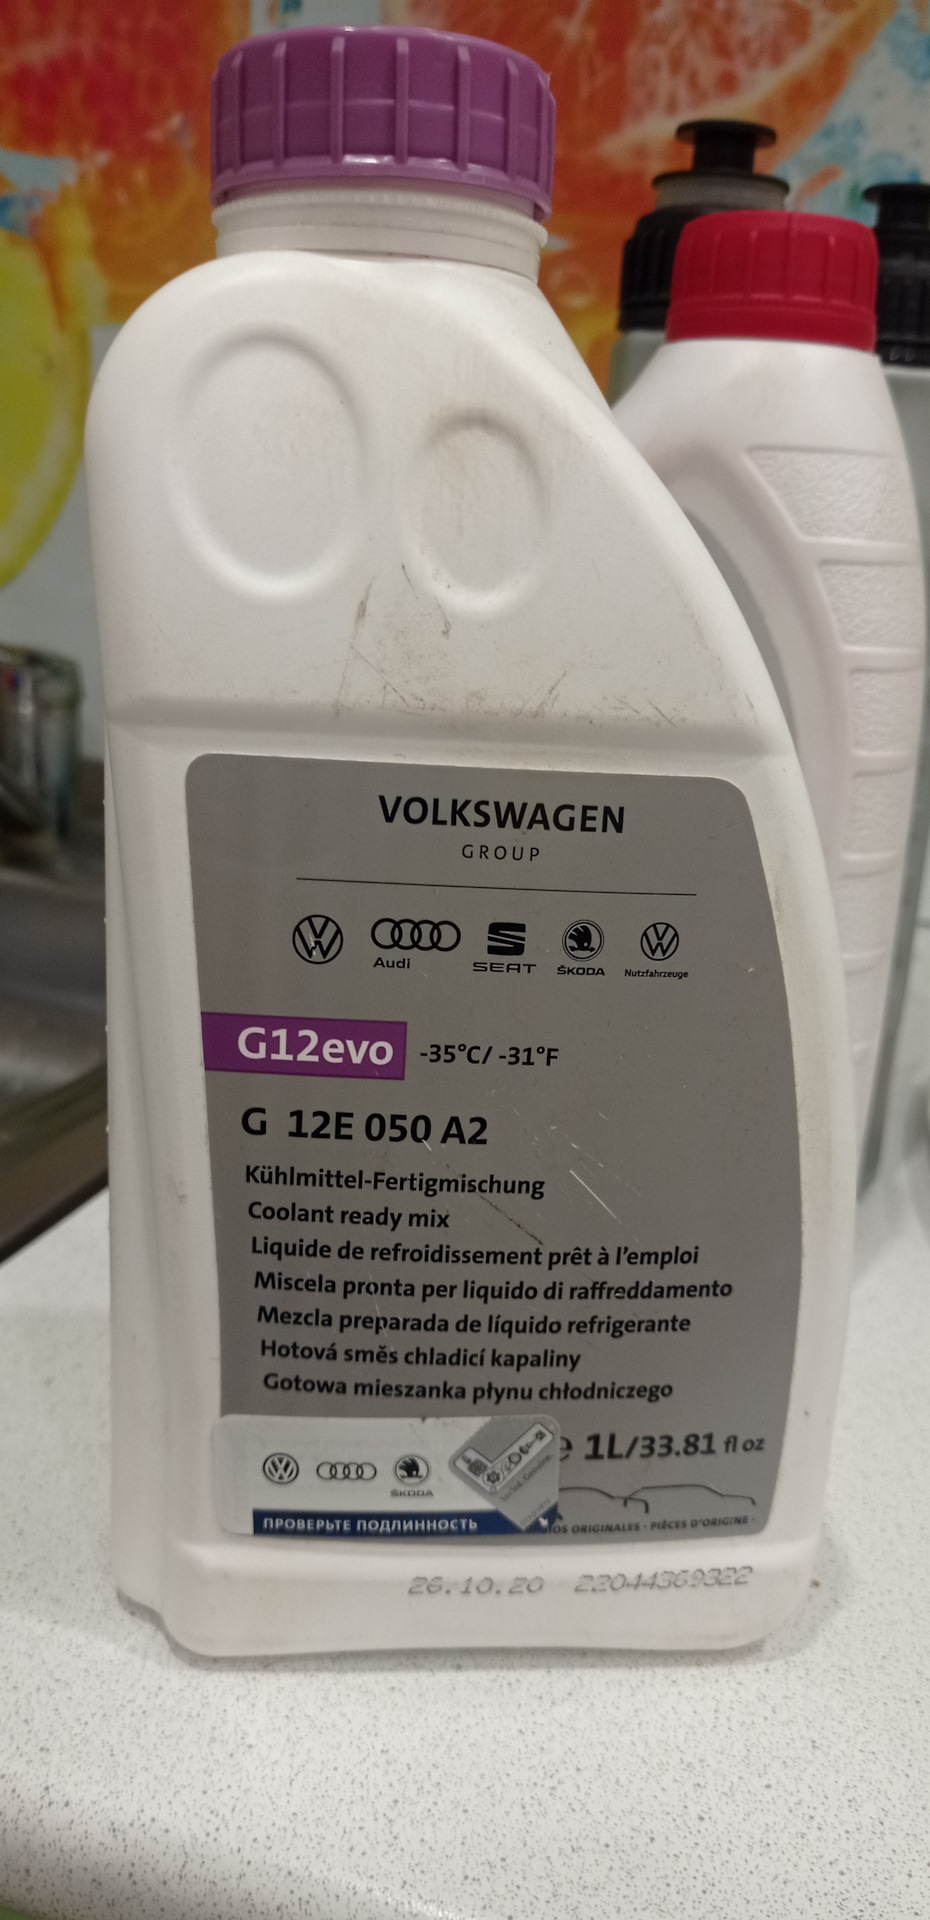 VOLKSWAGEN
GROUP
Audi
SEAT
ŠKODA
Nutzfahrzeuge
G12evo -35°C/ -31°F
G 12E 050 A2
Kühlmittel-Fertigmischung
Coolant ready mix
Liquide de refroidissement prêt à l'emploi
Miscela pronta per liquido di raffreddamento
Mezcla preparada de líquido refrigerante
Hotová směs chladicí kapaliny
Gotowa mieszanka płynu chłodniczego
e 1L/33.81 fl oz
ŠKODA
ПРОВЕРЬТЕ ПОДЛИННОСТЬ
ORIGINALES · PIÈCES D'ORIGINE ·
26.10.20 22044369322